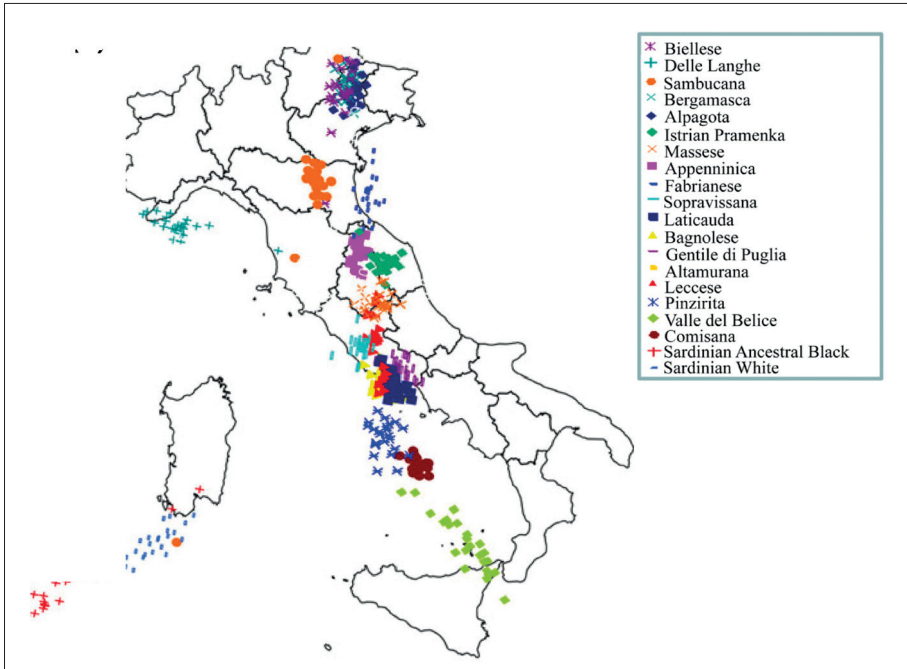 Biellese
Delle Langhe
Sambucana
Bergamasca
Alpagota
Istrian Pramenka
Massese
Appenninica
Fabrianese
Sopravissana
Laticauda
Bagnolese
Gentile di Puglia
Altamurana
Leccese
Pinzirita
Valle del Belice
Comisana
Sardinian Ancestral Black
Sardinian White